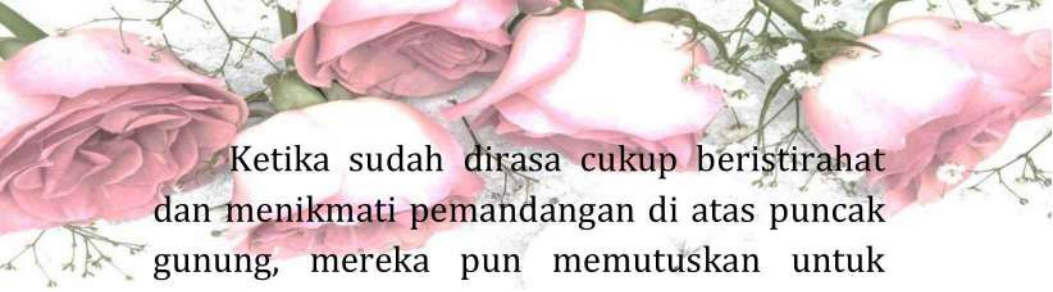 Ketika sudah dirasa cukup beristirahat
dan menikmati pemandangan di atas puncak
gunung, mereka pun memutuskan untuk